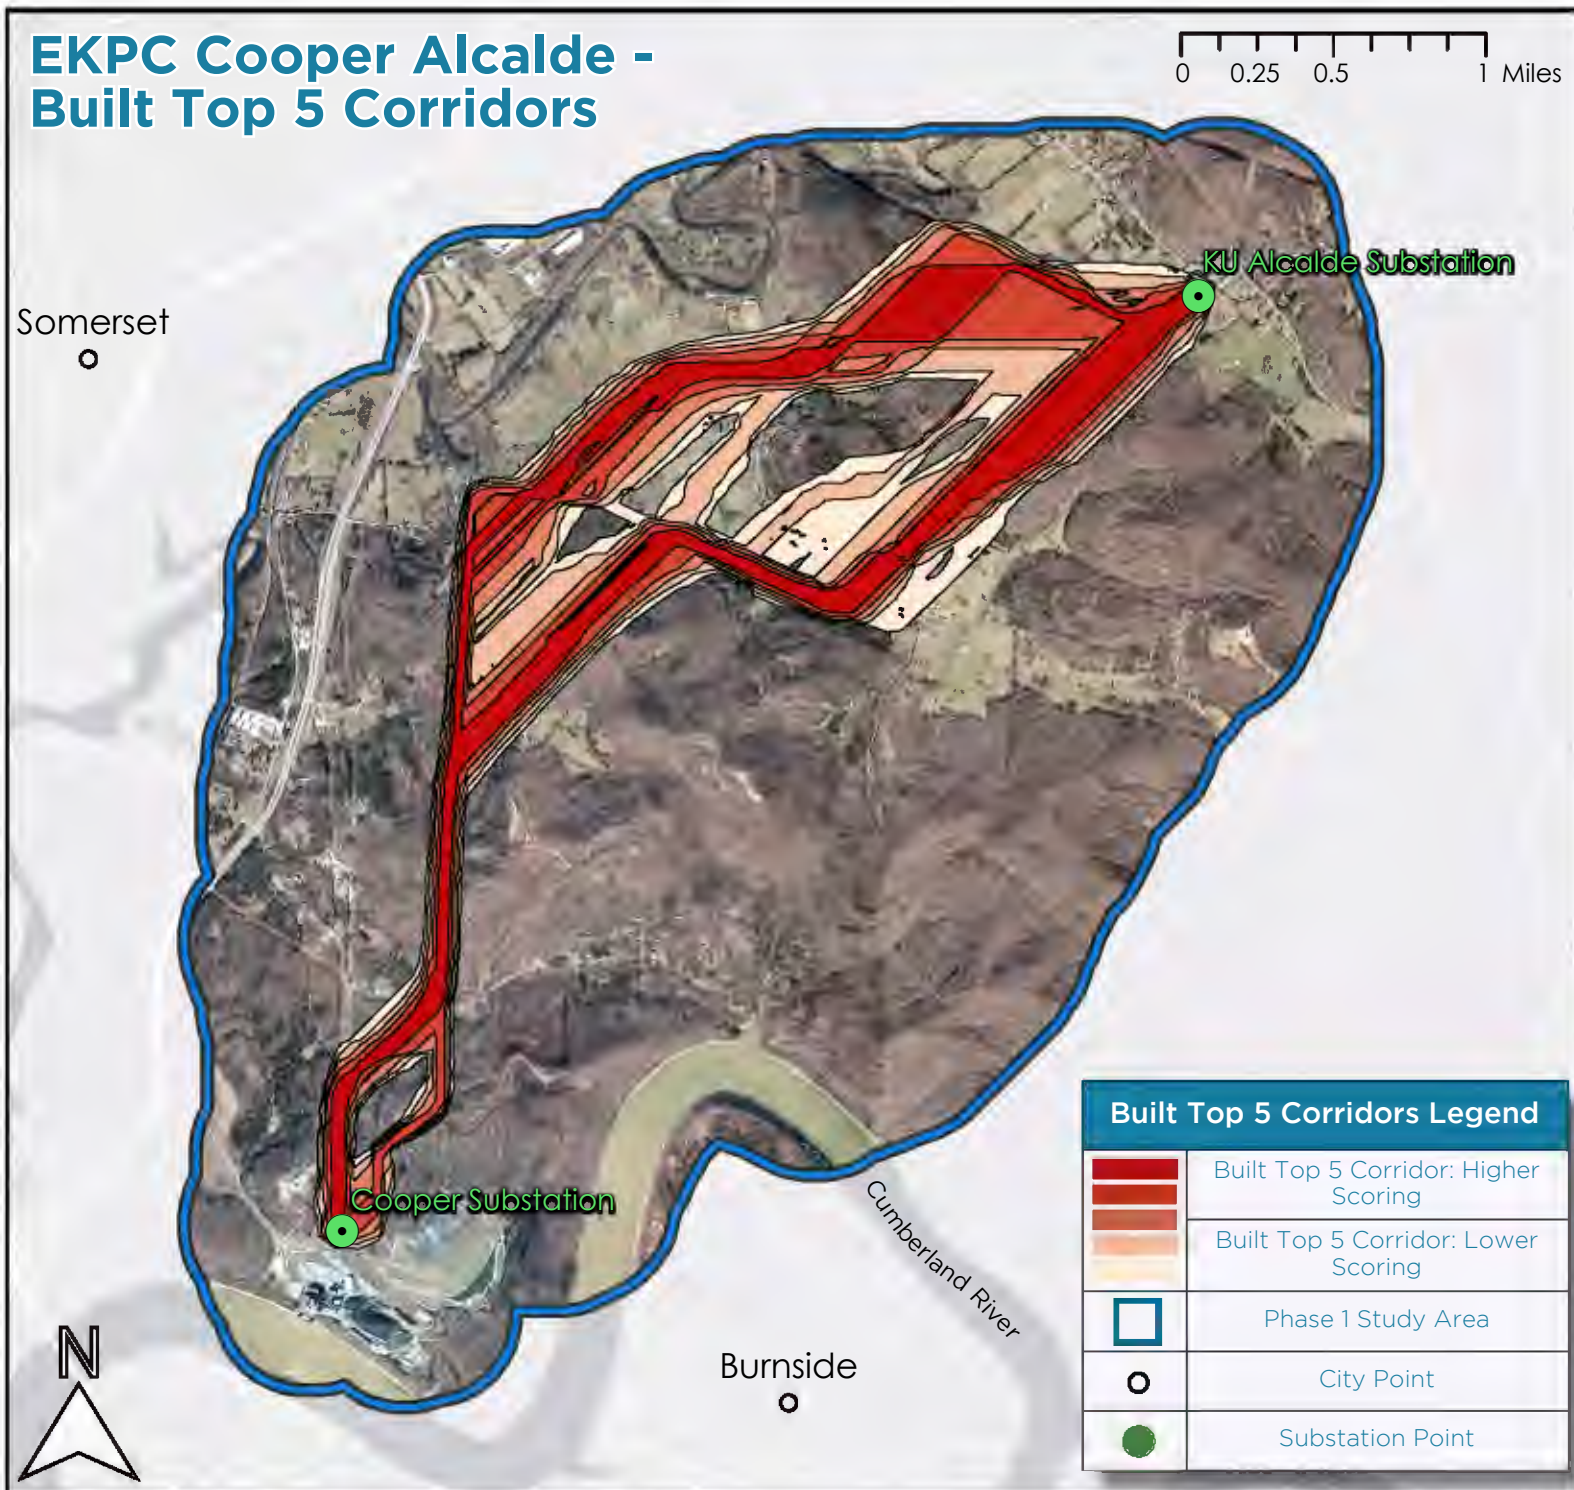 EKPC Cooper Alcalde -
Built Top 5 Corridors
0 0.25 0.5 1 Miles
KU Alcalde Substation
Somerset
Cooper Substation
Cumberland River
Burnside
N
Built Top 5 Corridors Legend
Built Top 5 Corridor: Higher
Scoring
Built Top 5 Corridor: Lower
Scoring
Phase 1 Study Area
City Point
Substation Point